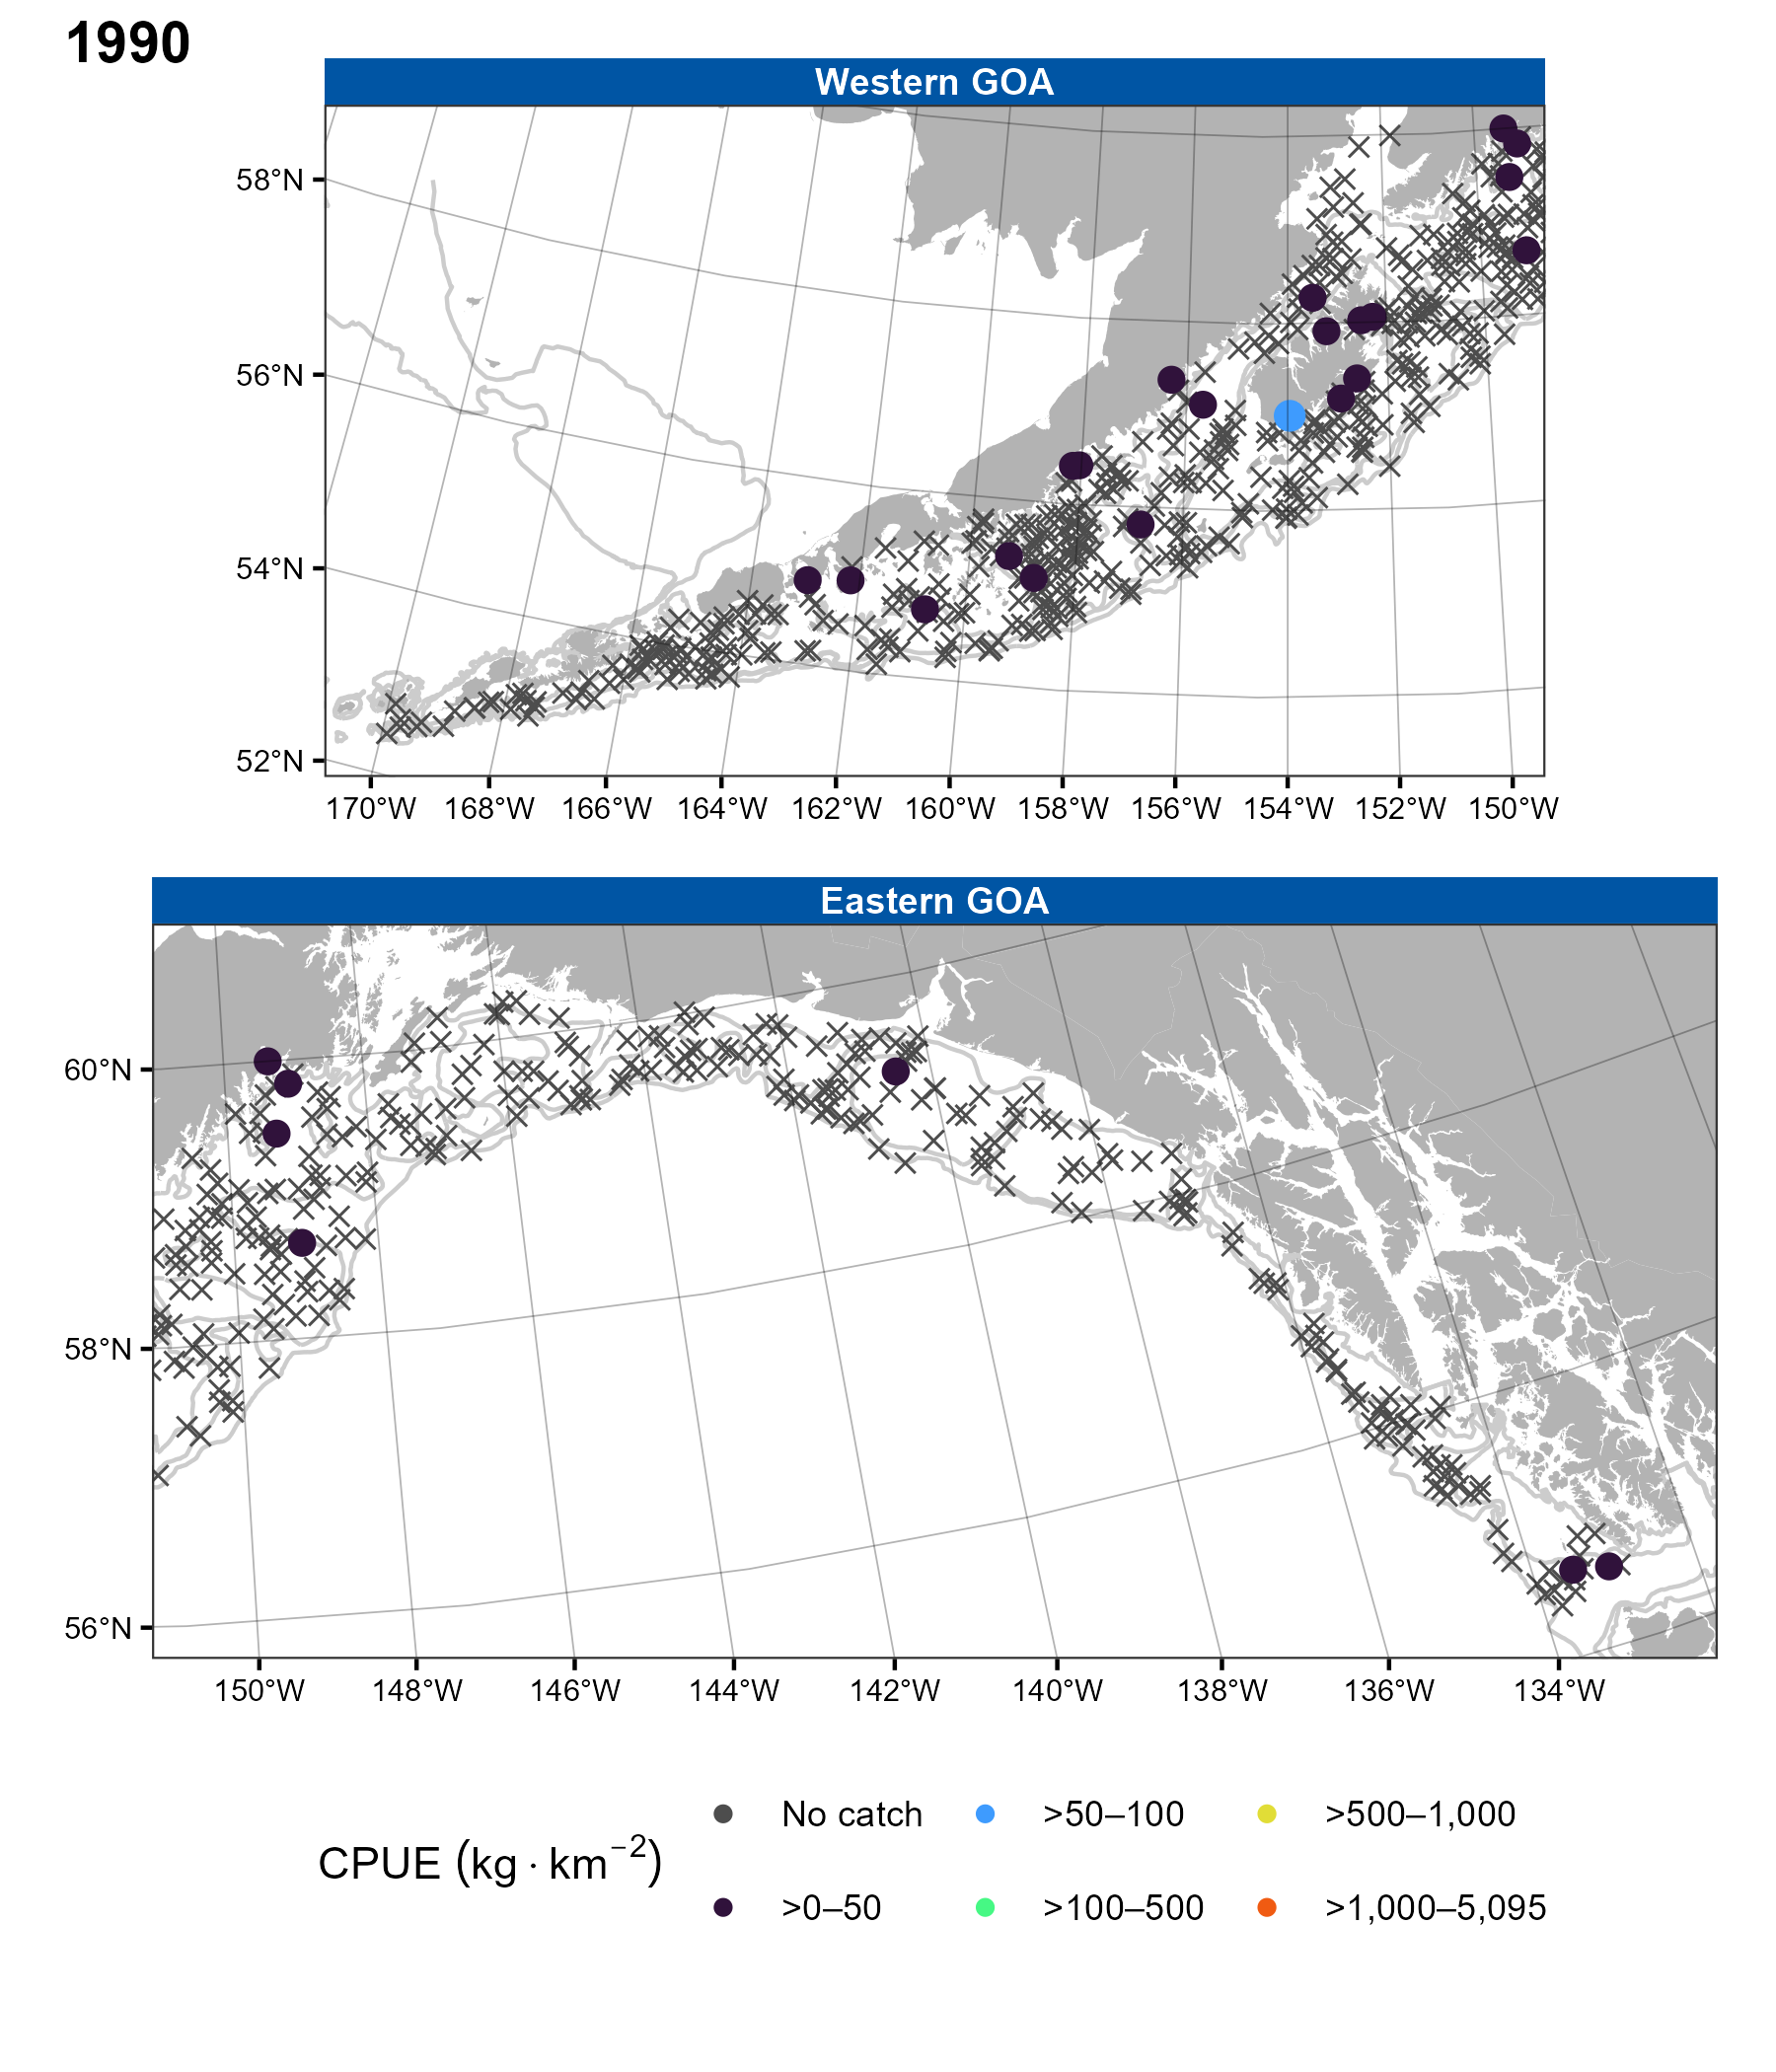 1990
Western GOA
58°N
56°N
54°N
52°N
170°W 168°W 166°W 164°W 162°W 160°W 158°W 156°W 154°W 152°W 150°W
Eastern GOA
60°N
58°N
56°N
150°W 148°W 146°W 144°W 142°W 140°W 138°W 136°W 134°W
CPUE (kg · km⁻²)
No catch >50–100 >500–1,000
>0–50 >100–500 >1,000–5,095